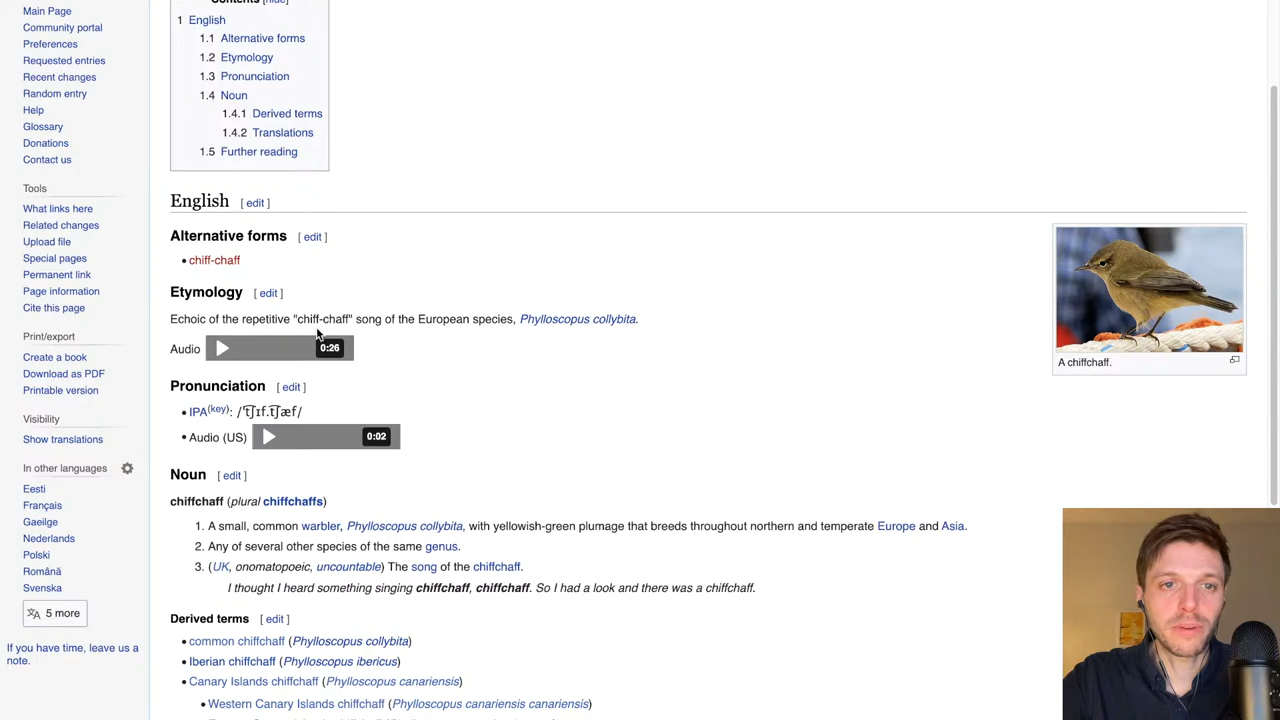 Main Page
Community portal
Preferences
Requested entries
Recent changes
Random entry
Help
Glossary
Donations
Contact us
Tools
What links here
Related changes
Upload file
Special pages
Permanent link
Page information
Cite this page
Print/export
Create a book
Download as PDF
Printable version
Visibility
Show translations
In other languages
Eesti
Français
Gaeilge
Nederlands
Polski
Română
Svenska
5 more
If you have time, leave us a
note.
Contents [hide]
1 English
1.1 Alternative forms
1.2 Etymology
1.3 Pronunciation
1.4 Noun
1.4.1 Derived terms
1.4.2 Translations
1.5 Further reading
English [ edit ]
Alternative forms [ edit ]
• chiff-chaff
Etymology [ edit ]
Echoic of the repetitive "chiff-chaff" song of the European species, Phylloscopus collybita.
Audio 0:26
Pronunciation [ edit ]
• IPA(key): /ˈt͡ʃɪf.t͡ʃæf/
• Audio (US) 0:02
Noun [ edit ]
chiffchaff (plural chiffchaffs)
1. A small, common warbler, Phylloscopus collybita, with yellowish-green plumage that breeds throughout northern and temperate Europe and Asia.
2. Any of several other species of the same genus.
3. (UK, onomatopoeic, uncountable) The song of the chiffchaff.
I thought I heard something singing chiffchaff, chiffchaff. So I had a look and there was a chiffchaff.
Derived terms [ edit ]
• common chiffchaff (Phylloscopus collybita)
• Iberian chiffchaff (Phylloscopus ibericus)
• Canary Islands chiffchaff (Phylloscopus canariensis)
• Western Canary Islands chiffchaff (Phylloscopus canariensis canariensis)
A chiffchaff.